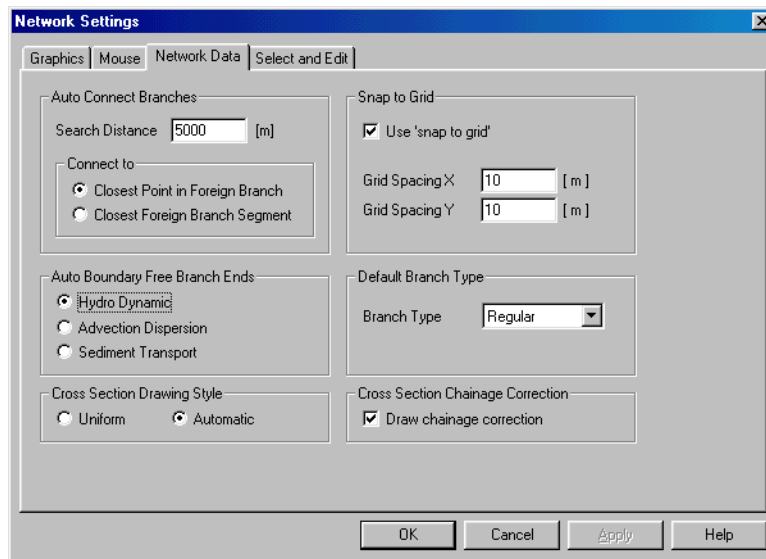 Network Settings
Graphics Mouse Network Data Select and Edit
Auto Connect Branches
Search Distance 5000 [m]
Connect to
Closest Point in Foreign Branch
Closest Foreign Branch Segment
Snap to Grid
Use 'snap to grid'
Grid Spacing X 10 [ m ]
Grid Spacing Y 10 [ m ]
Auto Boundary Free Branch Ends
Hydro Dynamic
Advection Dispersion
Sediment Transport
Default Branch Type
Branch Type Regular
Cross Section Drawing Style
Uniform Automatic
Cross Section Chainage Correction
Draw chainage correction
OK Cancel Apply Help